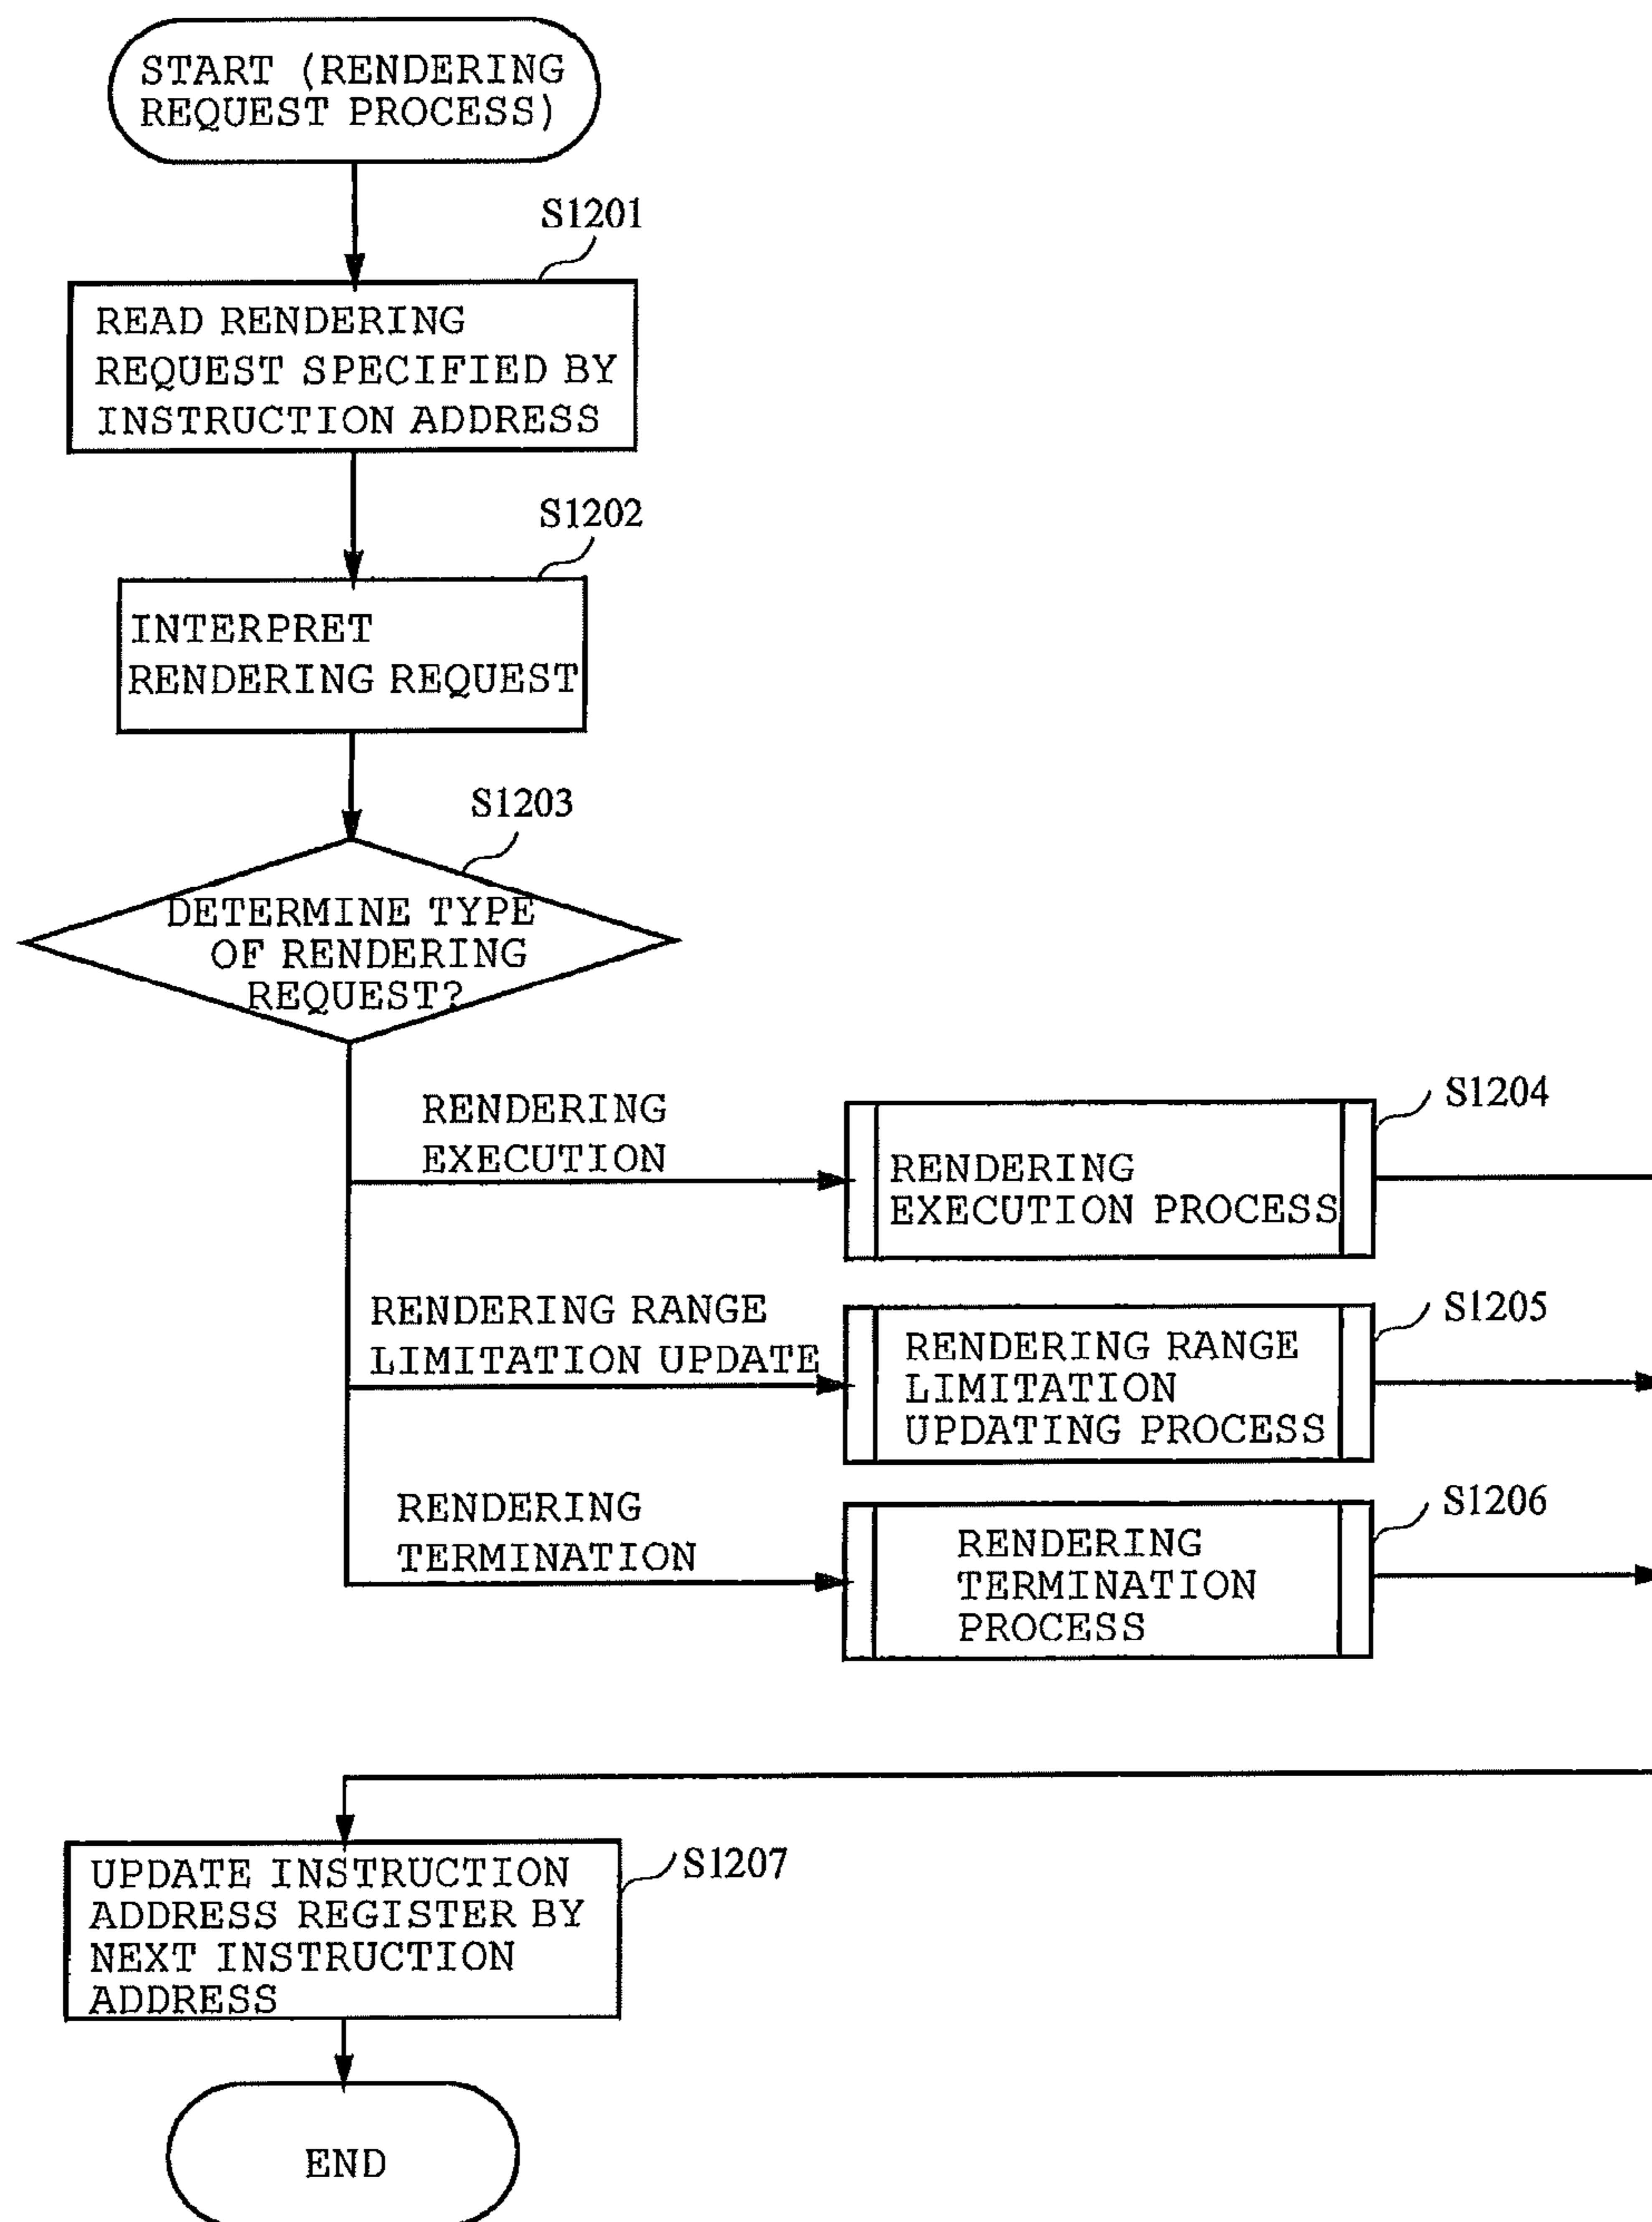 START (RENDERING
REQUEST PROCESS)
S1201
READ RENDERING
REQUEST SPECIFIED BY
INSTRUCTION ADDRESS
S1202
INTERPRET
RENDERING REQUEST
S1203
DETERMINE TYPE
OF RENDERING
REQUEST?
RENDERING
EXECUTION
S1204
RENDERING
EXECUTION PROCESS
RENDERING RANGE
LIMITATION UPDATE
S1205
RENDERING RANGE
LIMITATION
UPDATING PROCESS
RENDERING
TERMINATION
S1206
RENDERING
TERMINATION
PROCESS
S1207
UPDATE INSTRUCTION
ADDRESS REGISTER BY
NEXT INSTRUCTION
ADDRESS
END